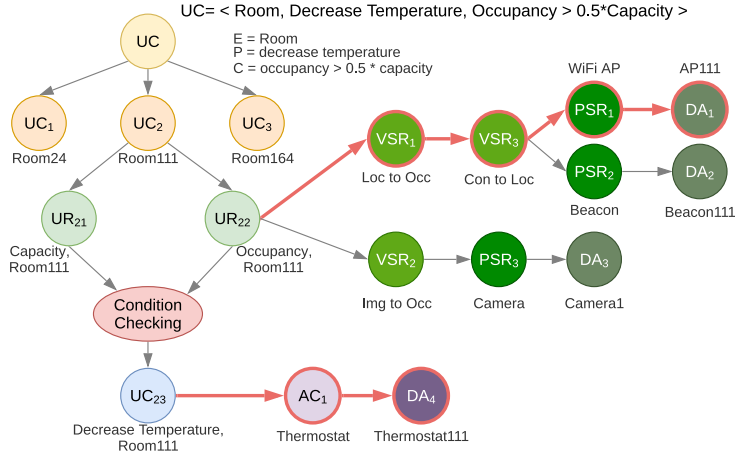 UC= < Room, Decrease Temperature, Occupancy > 0.5*Capacity >
E = Room
P = decrease temperature
C = occupancy > 0.5 * capacity
UC
WiFi AP
AP111
UC₁
UC₂
UC₃
VSR₁
VSR₃
PSR₁
DA₁
Room24
Room111
Room164
Loc to Occ
Con to Loc
PSR₂
DA₂
Beacon
Beacon111
UR₂₁
UR₂₂
Capacity,
Room111
Occupancy,
Room111
VSR₂
PSR₃
DA₃
Img to Occ
Camera
Camera1
Condition
Checking
UC₂₃
AC₁
DA₄
Decrease Temperature,
Room111
Thermostat
Thermostat111